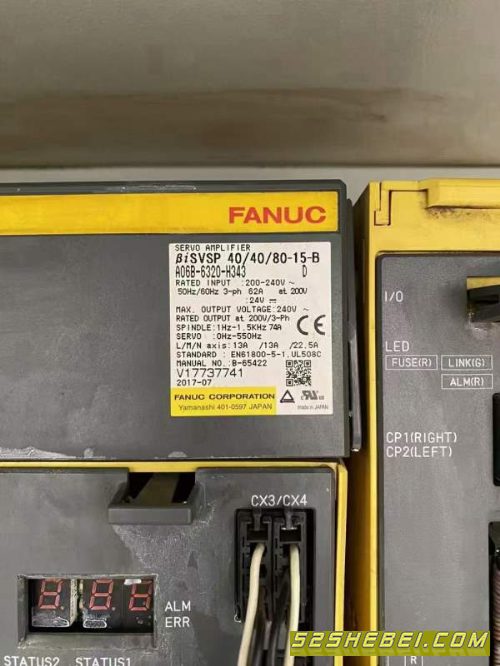 FANUC
SERVO AMPLIFIER
βiSVSP 40/40/80-15-B
A06B-6320-H343 D
RATED INPUT: 200-240V~
50Hz/60Hz 3-ph 62A at 200V
:24V⎓
MAX. OUTPUT VOLTAGE: 240V~
RATED OUTPUT at 200V/3-Ph
SPINDLE: 1Hz-1.5KHz 74A
SERVO: 0Hz-550Hz
L/M/N axis: 13A /13A /22.5A
STANDARD : EN61800-5-1, UL508C
MANUAL NO.: B-65422
V17737741
2017-07
FANUC CORPORATION
Yamanashi 401-0597 JAPAN
Made in JAPAN
CE
I/O
LED
FUSE(R) LINK(G)
ALM(R)
CP1(RIGHT)
CP2(LEFT)
CX3/CX4
ALM
ERR
STATUS2 STATUS1
(R)
52SHEBEI.COM